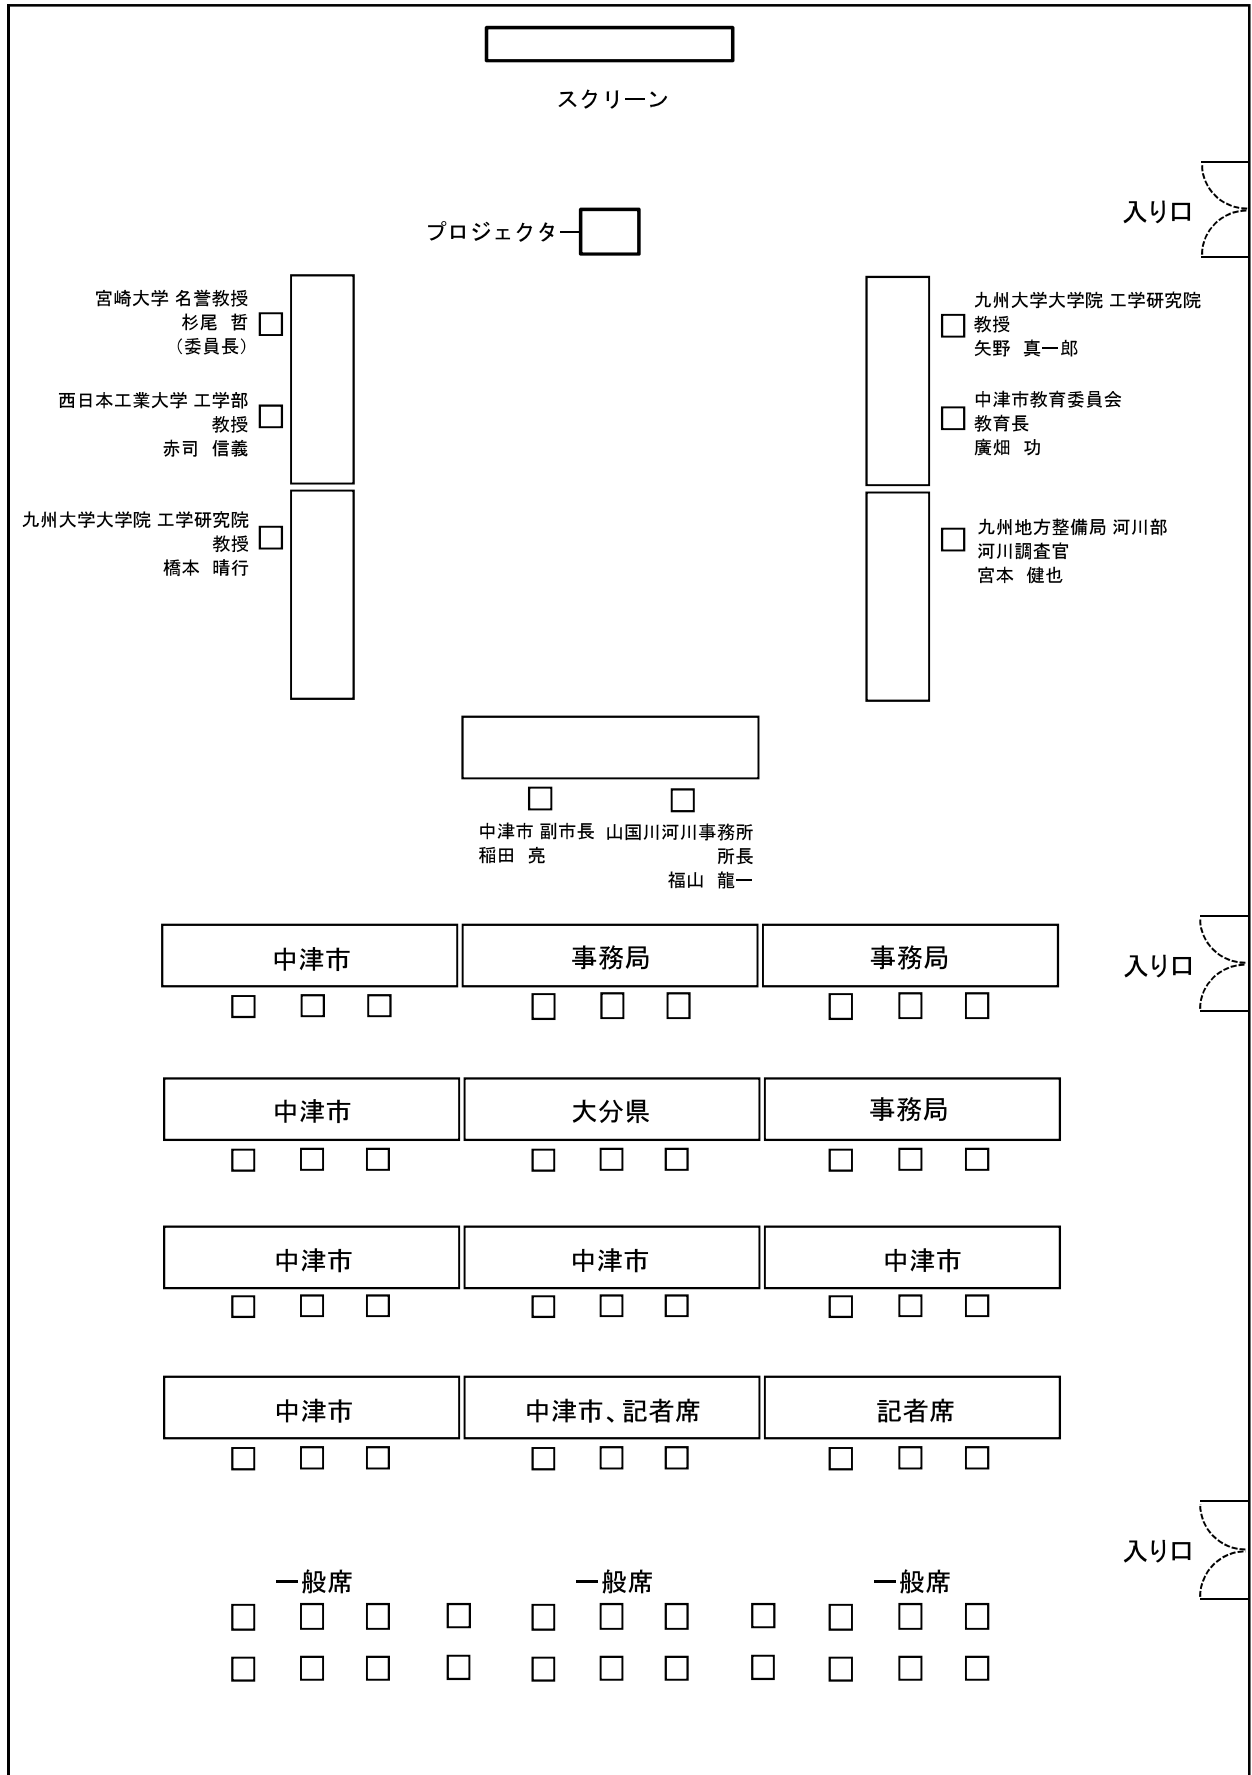 スクリーン
入り口
プロジェクター
宮崎大学 名誉教授
杉尾 哲
（委員長）
九州大学大学院 工学研究院
教授
矢野 真一郎
西日本工業大学 工学部
教授
赤司 信義
中津市教育委員会
教育長
廣畑 功
九州大学大学院 工学研究院
教授
橋本 晴行
九州地方整備局 河川部
河川調査官
宮本 健也
中津市 副市長
稲田 亮
山国川河川事務所
所長
福山 龍一
中津市 事務局 事務局
入り口
中津市 大分県 事務局
中津市 中津市 中津市
中津市 中津市、記者席 記者席
入り口
一般席 一般席 一般席